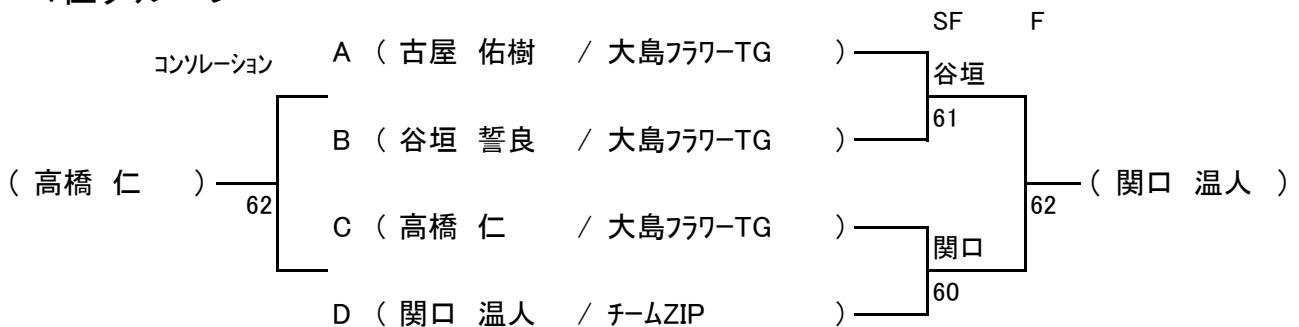 SF F
A ( 古屋 佑樹 / 大島フラワーTG )
コンソレーション
谷垣
61
B ( 谷垣 誓良 / 大島フラワーTG )
( 高橋 仁 ) 62
62 ( 関口 温人 )
C ( 高橋 仁 / 大島フラワーTG )
関口
60
D ( 関口 温人 / チームZIP )